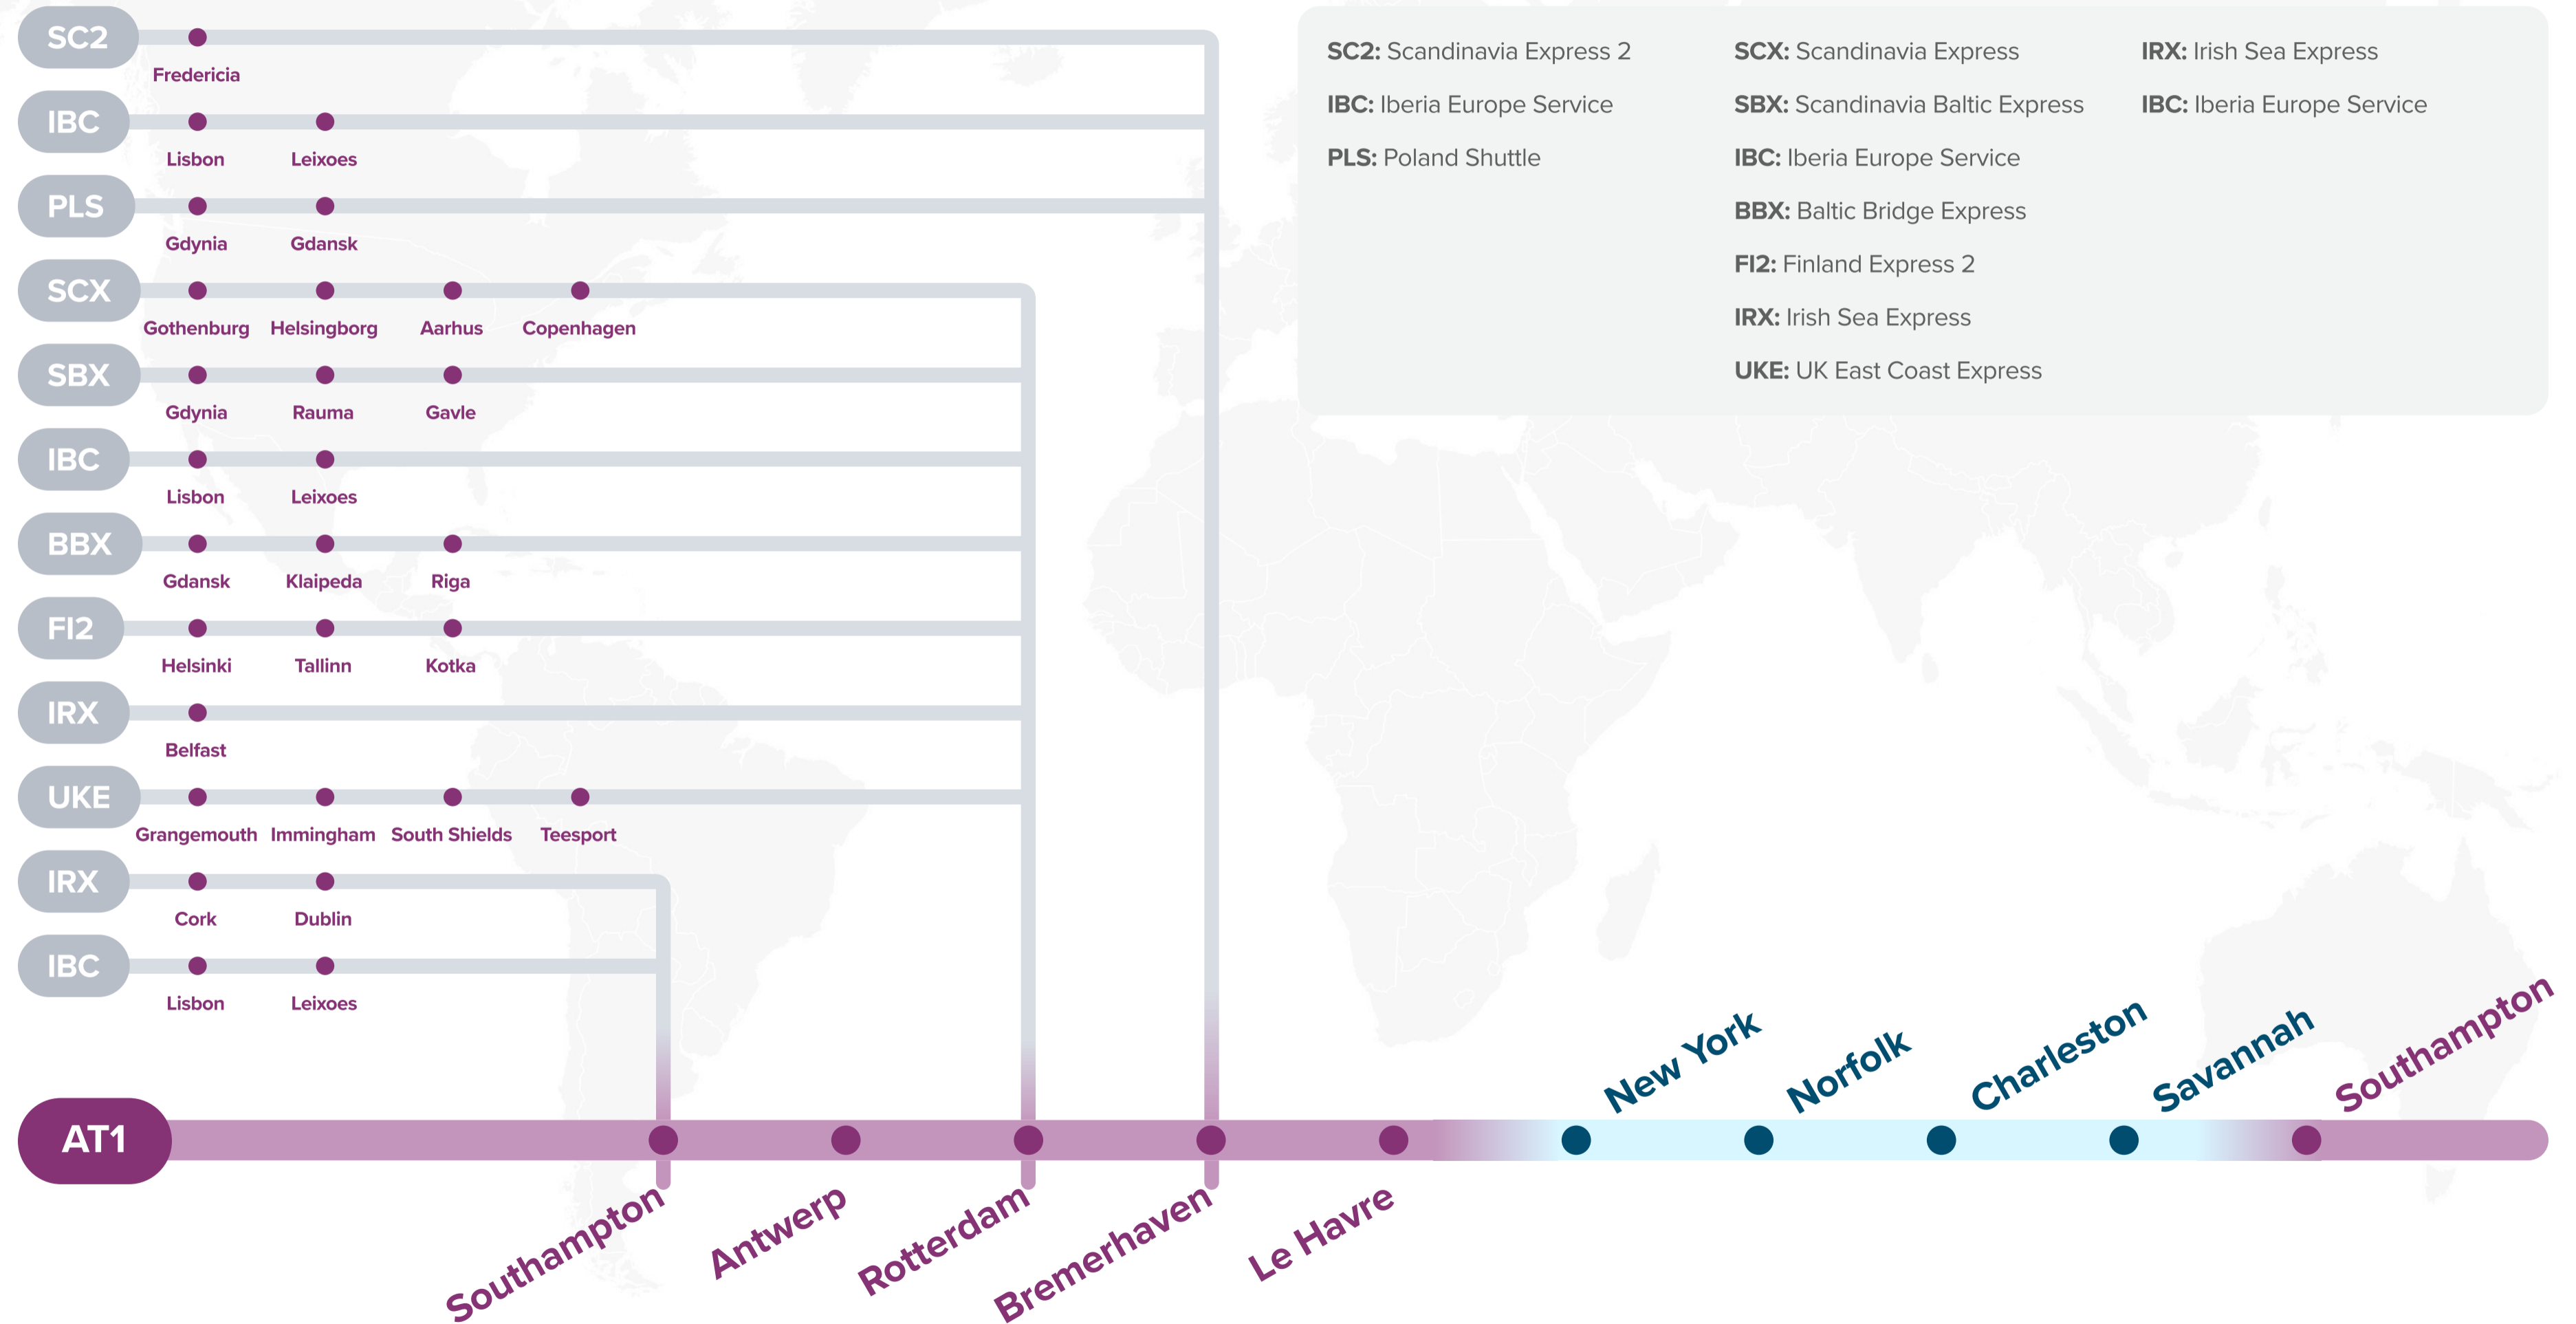 SC2
Fredericia
IBC
Lisbon Leixoes
PLS
Gdynia Gdansk
SCX
Gothenburg Helsingborg Aarhus Copenhagen
SBX
Gdynia Rauma Gavle
IBC
Lisbon Leixoes
BBX
Gdansk Klaipeda Riga
FI2
Helsinki Tallinn Kotka
IRX
Belfast
UKE
Grangemouth Immingham South Shields Teesport
IRX
Cork Dublin
IBC
Lisbon Leixoes
SC2: Scandinavia Express 2
IBC: Iberia Europe Service
PLS: Poland Shuttle
SCX: Scandinavia Express
SBX: Scandinavia Baltic Express
IBC: Iberia Europe Service
BBX: Baltic Bridge Express
FI2: Finland Express 2
IRX: Irish Sea Express
UKE: UK East Coast Express
IRX: Irish Sea Express
IBC: Iberia Europe Service
AT1
Southampton
Antwerp
Rotterdam
Bremerhaven
Le Havre
New York
Norfolk
Charleston
Savannah
Southampton